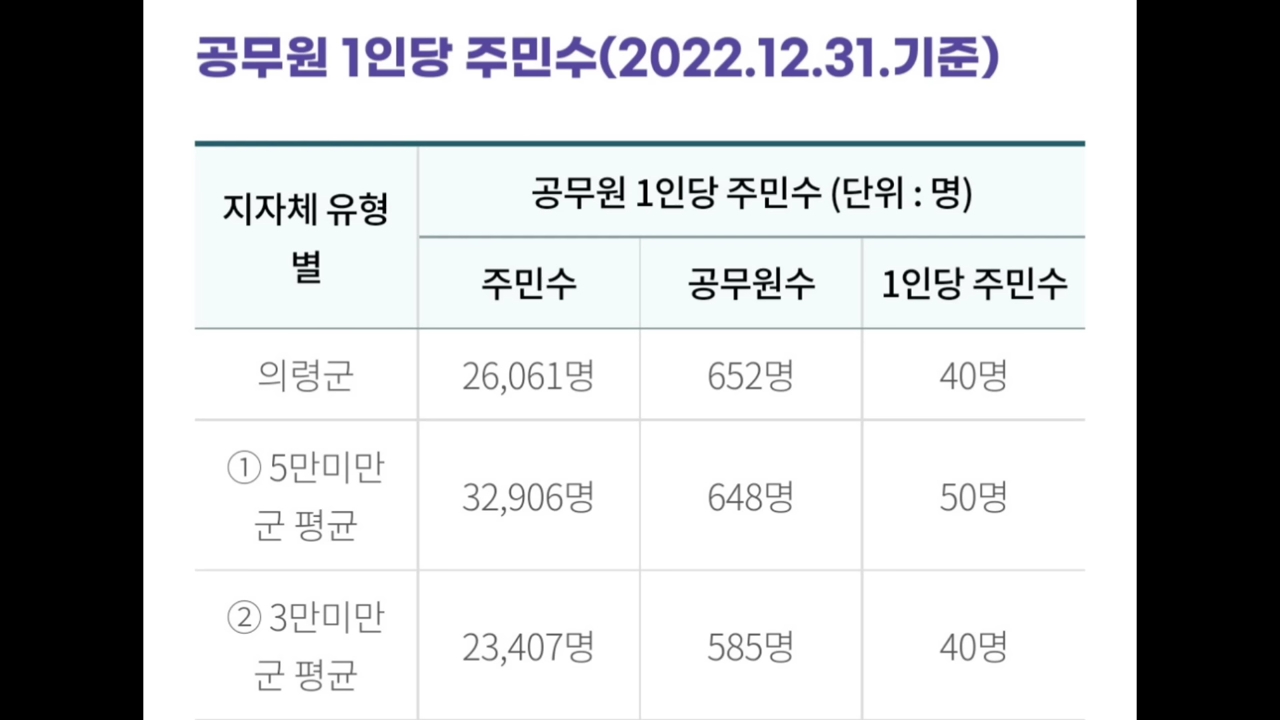 공무원 1인당 주민수(2022.12.31.기준)
지자체 유형
별
공무원 1인당 주민수 (단위 : 명)
주민수
공무원수
1인당 주민수
의령군
26,061명
652명
40명
① 5만미만
군 평균
32,906명
648명
50명
② 3만미만
군 평균
23,407명
585명
40명